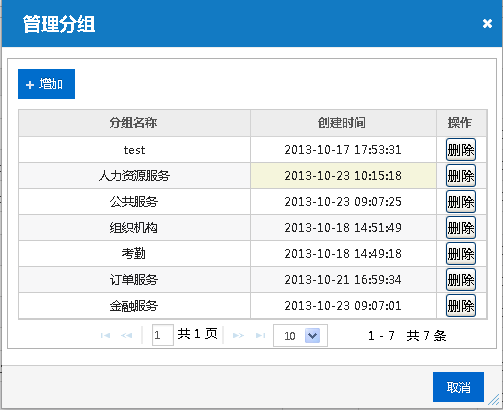 管理分组 ×
+ 增加
分组名称 创建时间 操作
test 2013-10-17 17:53:31 删除
人力资源服务 2013-10-23 10:15:18 删除
公共服务 2013-10-23 09:07:25 删除
组织机构 2013-10-18 14:51:49 删除
考勤 2013-10-18 14:49:18 删除
订单服务 2013-10-21 16:59:34 删除
金融服务 2013-10-23 09:07:01 删除
1 共 1 页 10 1 - 7 共 7 条
取消